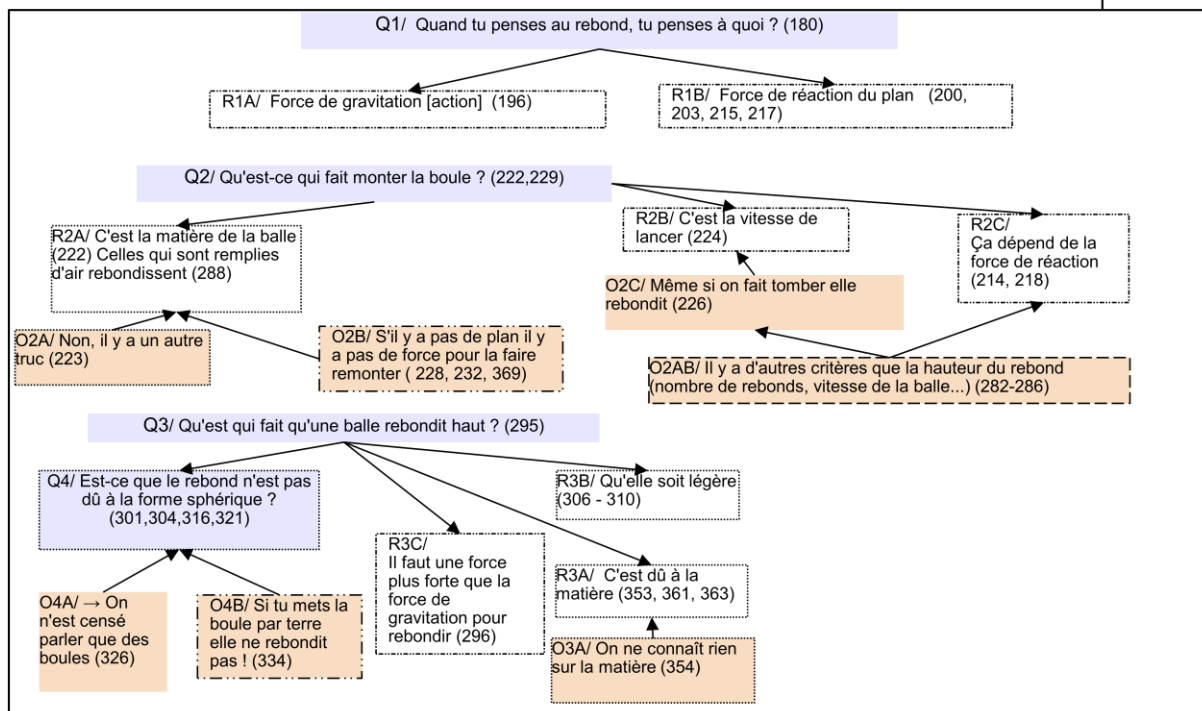 Q1/ Quand tu penses au rebond, tu penses à quoi ? (180)
R1A/ Force de gravitation [action] (196)
R1B/ Force de réaction du plan (200,
203, 215, 217)
Q2/ Qu'est-ce qui fait monter la boule ? (222,229)
R2A/ C'est la matière de la balle
(222) Celles qui sont remplies
d'air rebondissent (288)
R2B/ C'est la vitesse de
lancer (224)
R2C/
Ça dépend de la
force de réaction
(214, 218)
O2C/ Même si on fait tomber elle
rebondit (226)
O2A/ Non, il y a un autre
truc (223)
O2B/ S'il y a pas de plan il y
a pas de force pour la faire
remonter ( 228, 232, 369)
O2AB/ Il y a d'autres critères que la hauteur du rebond
(nombre de rebonds, vitesse de la balle...) (282-286)
Q3/ Qu'est qui fait qu'une balle rebondit haut ? (295)
Q4/ Est-ce que le rebond n'est pas
dû à la forme sphérique ?
(301,304,316,321)
R3B/ Qu'elle soit légère
(306 - 310)
R3C/
Il faut une force
plus forte que la
force de
gravitation pour
rebondir (296)
R3A/ C'est dû à la
matière (353, 361, 363)
O4A/ → On
n'est censé
parler que des
boules (326)
O4B/ Si tu mets la
boule par terre
elle ne rebondit
pas ! (334)
O3A/ On ne connaît rien
sur la matière (354)